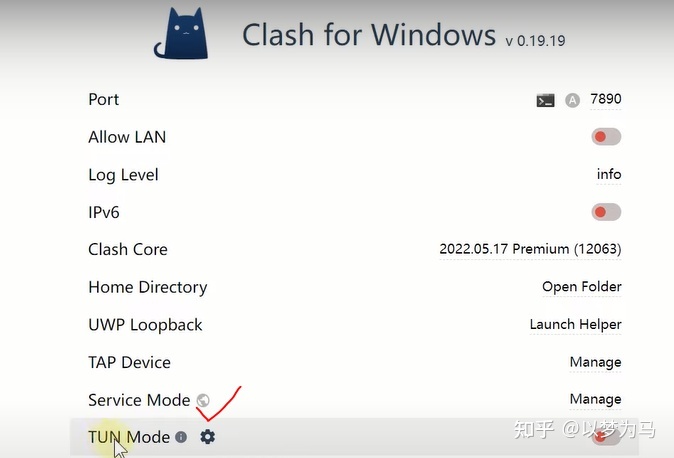 Clash for Windows v 0.19.19
Port A 7890
Allow LAN
Log Level info
IPv6
Clash Core 2022.05.17 Premium (12063)
Home Directory Open Folder
UWP Loopback Launch Helper
TAP Device Manage
Service Mode Manage
TUN Mode
知乎 @以梦为马